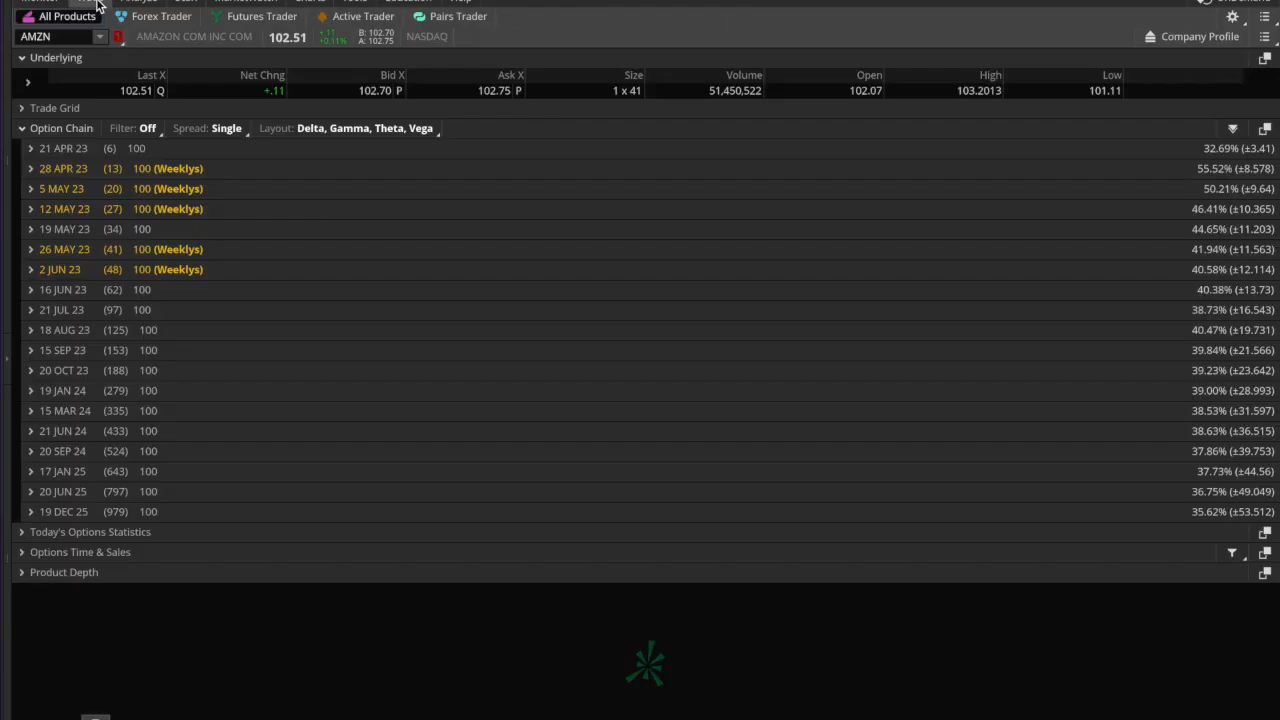 All Products Forex Trader Futures Trader Active Trader Pairs Trader
AMZN 1 AMAZON COM INC COM 102.51 +.11 +0.11% B: 102.70 A: 102.75 NASDAQ Company Profile
Underlying
Last X Net Chng Bid X Ask X Size Volume Open High Low
102.51 Q +.11 102.70 P 102.75 P 1 x 41 51,450,522 102.07 103.2013 101.11
Trade Grid
Option Chain Filter: Off Spread: Single Layout: Delta, Gamma, Theta, Vega
21 APR 23 (6) 100 32.69% (±3.41)
28 APR 23 (13) 100 (Weeklys) 55.52% (±8.578)
5 MAY 23 (20) 100 (Weeklys) 50.21% (±9.64)
12 MAY 23 (27) 100 (Weeklys) 46.41% (±10.365)
19 MAY 23 (34) 100 44.65% (±11.203)
26 MAY 23 (41) 100 (Weeklys) 41.94% (±11.563)
2 JUN 23 (48) 100 (Weeklys) 40.58% (±12.114)
16 JUN 23 (62) 100 40.38% (±13.73)
21 JUL 23 (97) 100 38.73% (±16.543)
18 AUG 23 (125) 100 40.47% (±19.731)
15 SEP 23 (153) 100 39.84% (±21.566)
20 OCT 23 (188) 100 39.23% (±23.642)
19 JAN 24 (279) 100 39.00% (±28.993)
15 MAR 24 (335) 100 38.53% (±31.597)
21 JUN 24 (433) 100 38.63% (±36.515)
20 SEP 24 (524) 100 37.86% (±39.753)
17 JAN 25 (643) 100 37.73% (±44.56)
20 JUN 25 (797) 100 36.75% (±49.049)
19 DEC 25 (979) 100 35.62% (±53.512)
Today's Options Statistics
Options Time & Sales
Product Depth